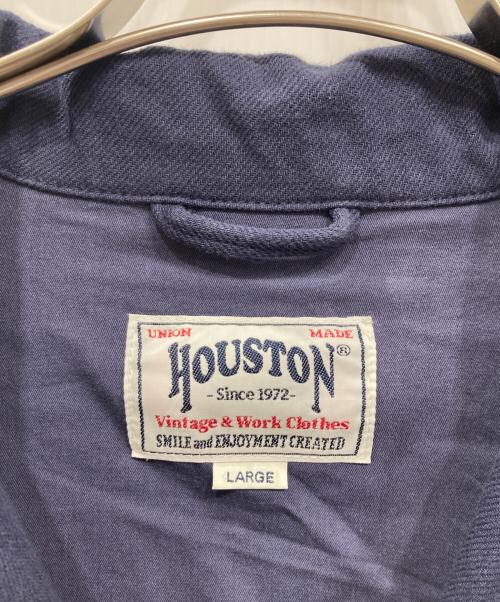 UNION MADE
HOUSTON®
- Since 1972-
Vintage & Work Clothes
SMILE and ENJOYMENT CREATED
LARGE